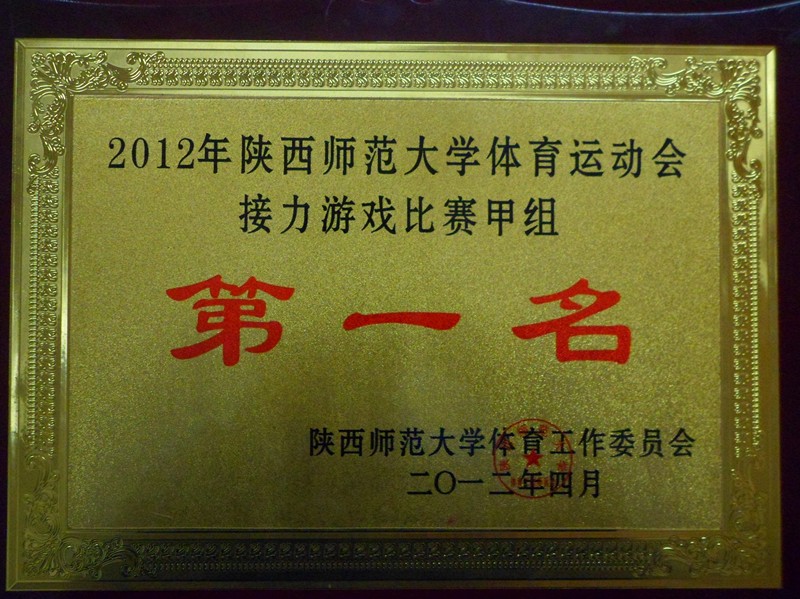 2012年陕西师范大学体育运动会
接力游戏比赛甲组
第一名
陕西师范大学体育工作委员会
二〇一二年四月